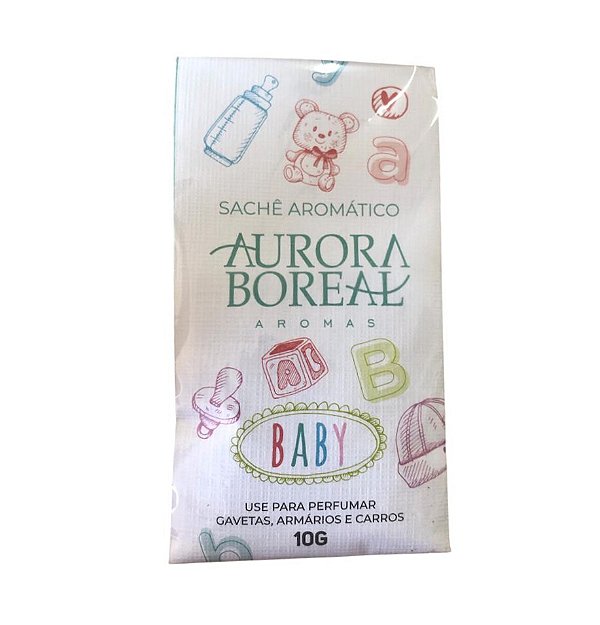 y
a
SACHÊ AROMÁTICO
AURORA
BOREAL
AROMAS
A
B
BABY
USE PARA PERFUMAR
GAVETAS, ARMÁRIOS E CARROS
10G
b